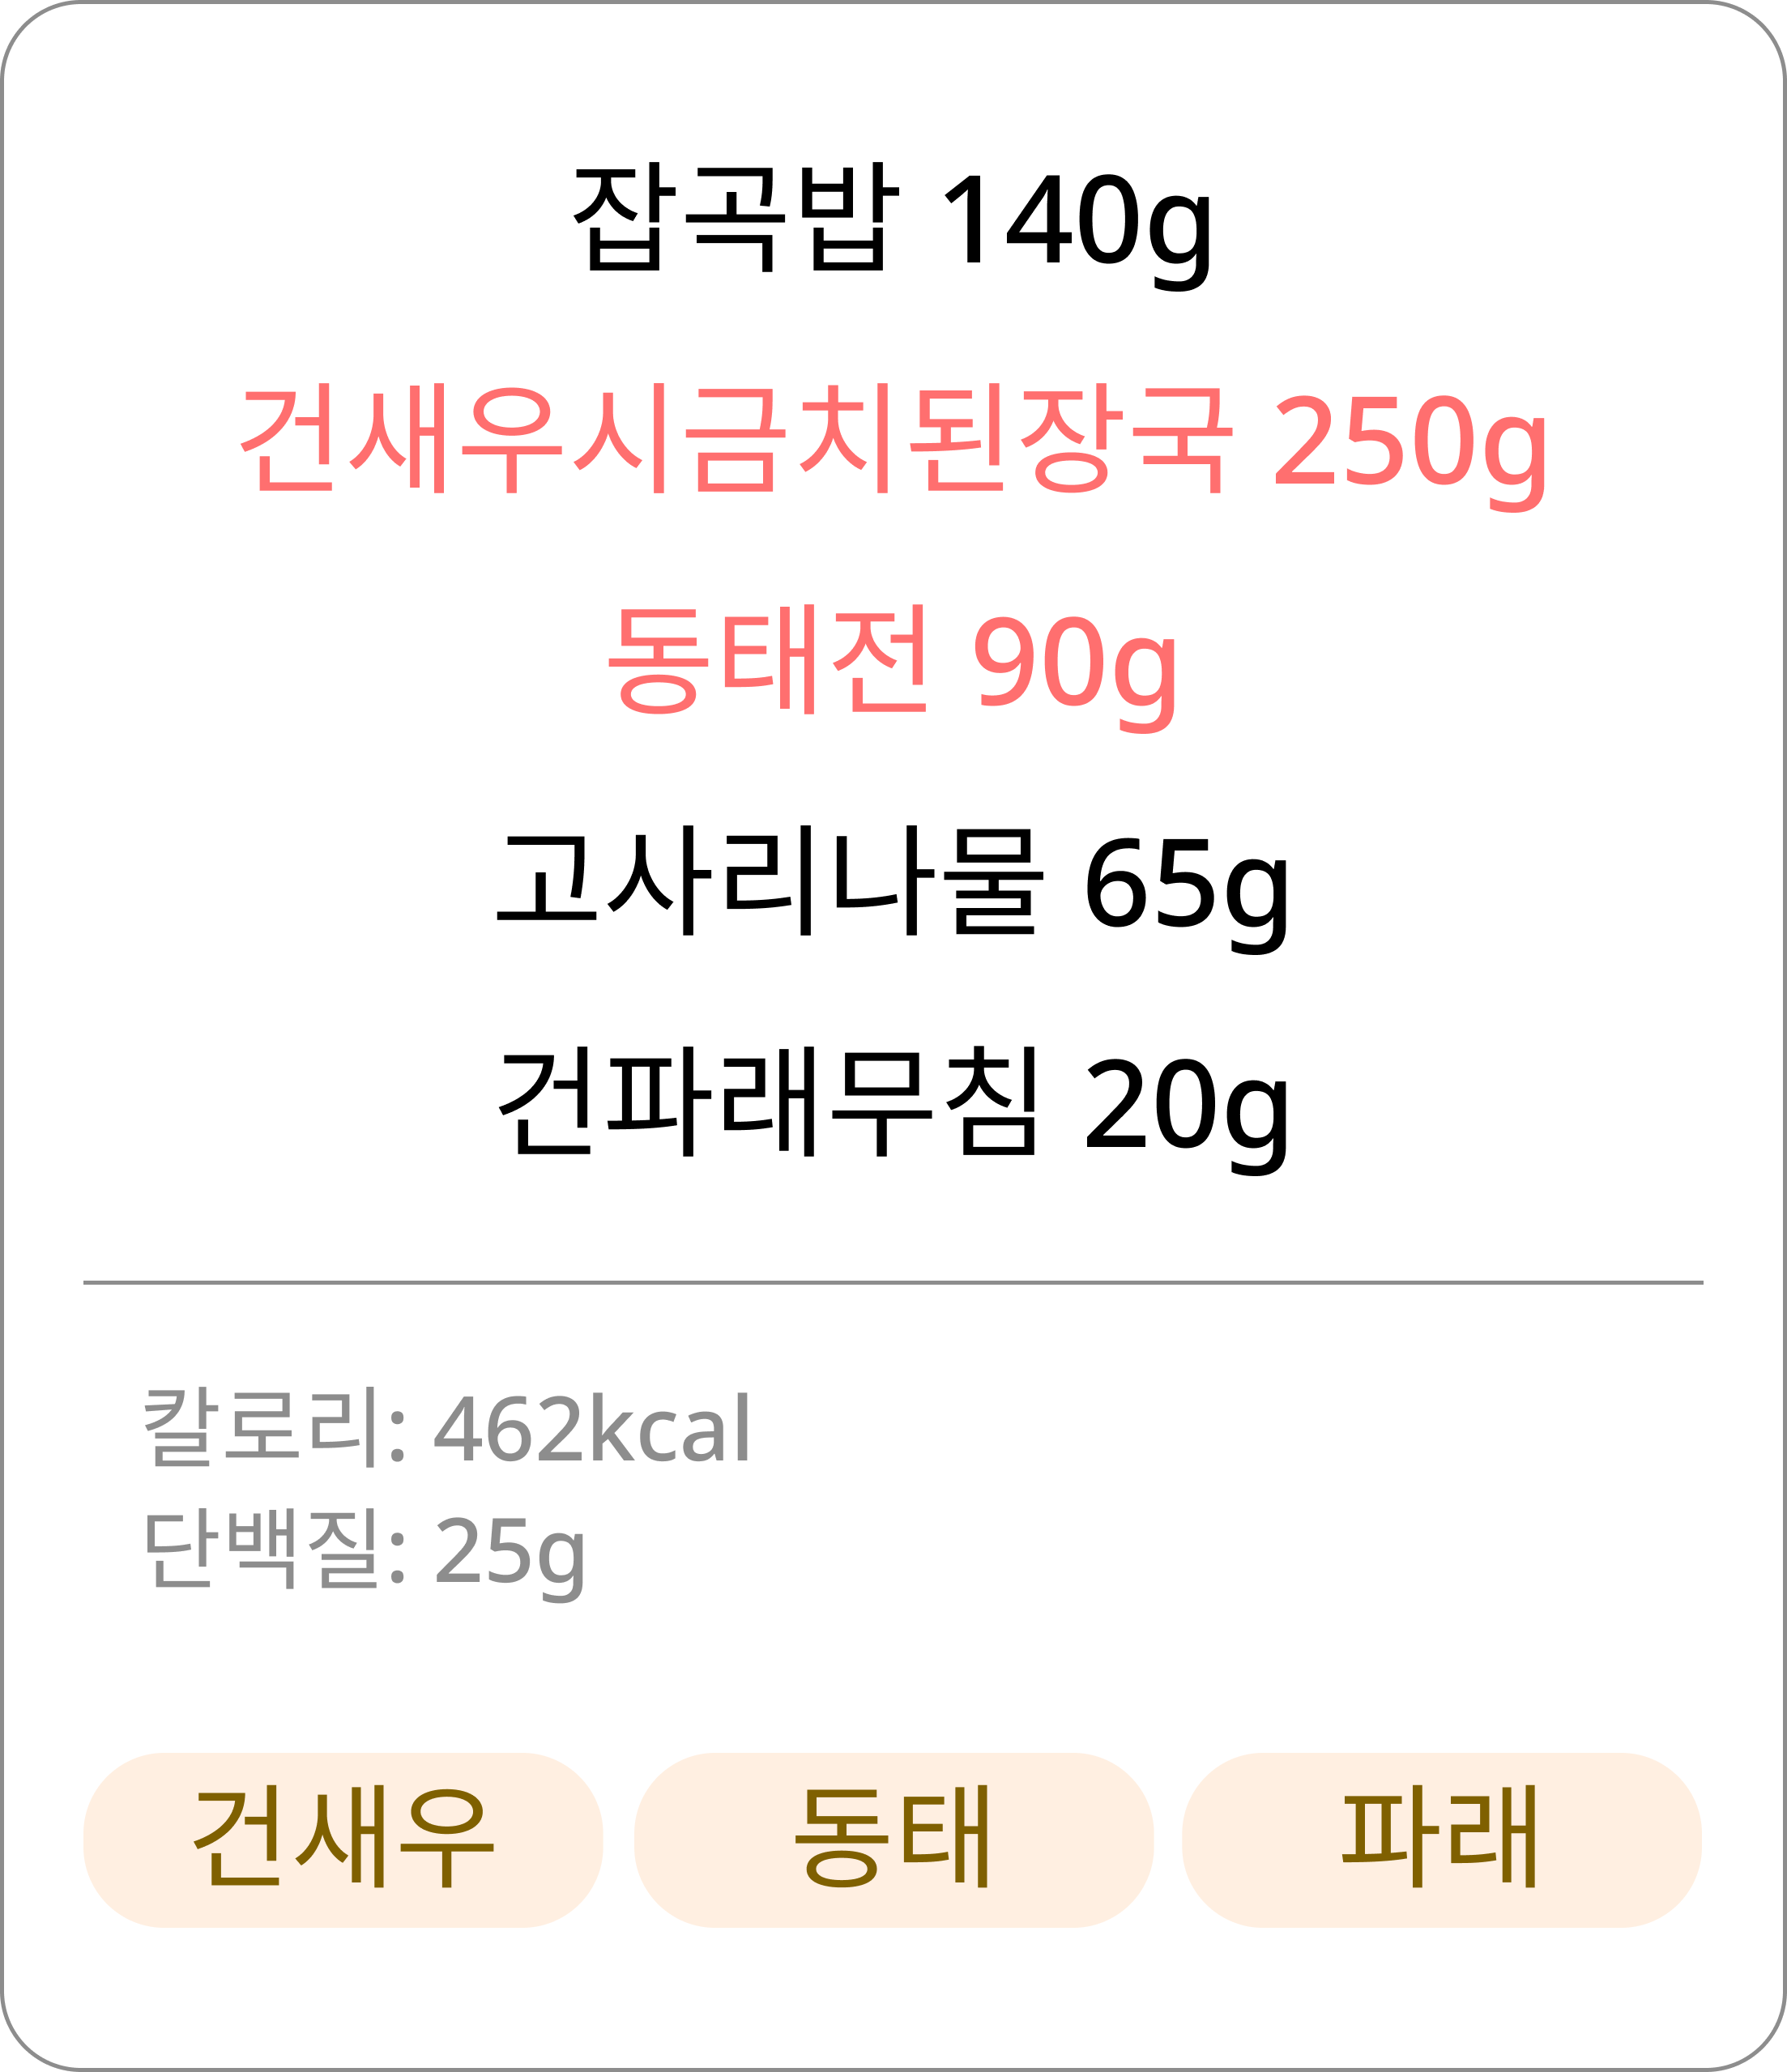 잡곡밥 140g
건새우시금치된장국 250g
동태전 90g
고사리나물 65g
건파래무침 20g
칼로리: 462kcal
단백질: 25g
건새우 동태 파래